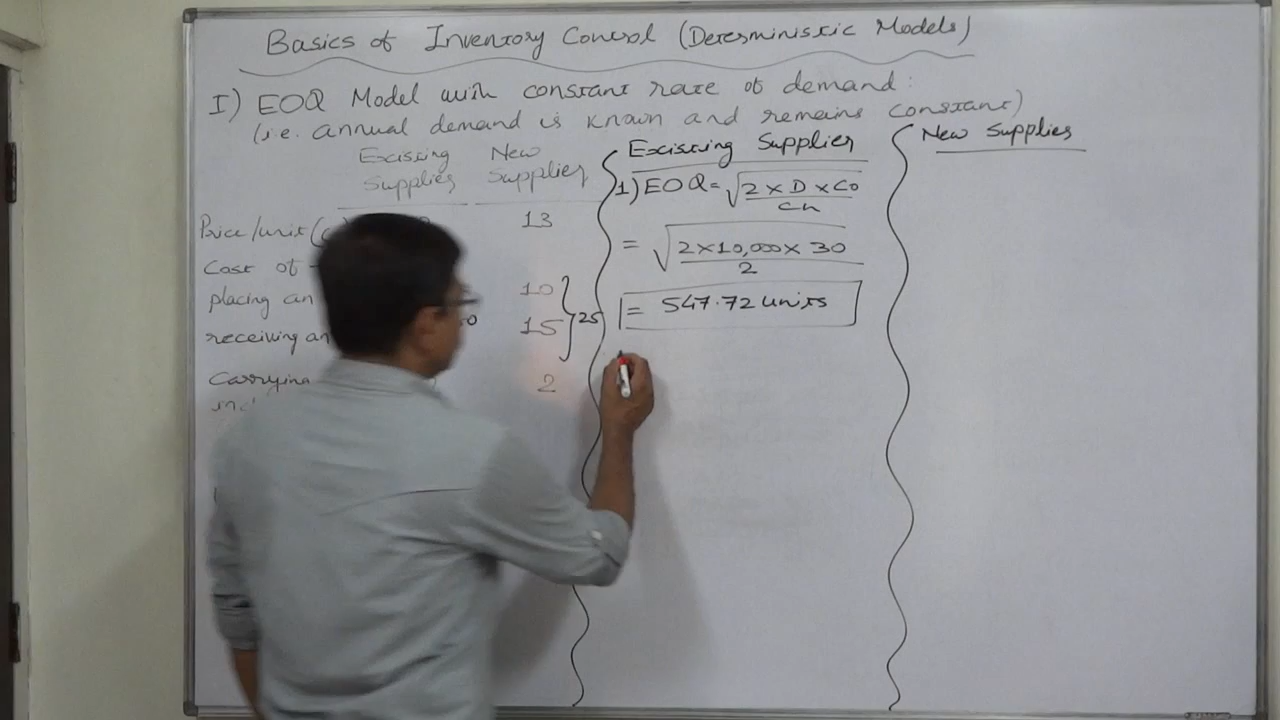 Basics of Inventory Control (Deterministic Models)
I) EOQ Model with constant rate of demand:
(i.e. annual demand is known and remains constant)
Existing New
Supplier Supplier
Price/unit 13
Cost of
placing an 10
receiving an 15 } 25
Carrying 2
Existing Supplier
1) EOQ = √2 × D × Co
Ch
= √2×10,000× 30
2
= 547.72 units
New Supplier